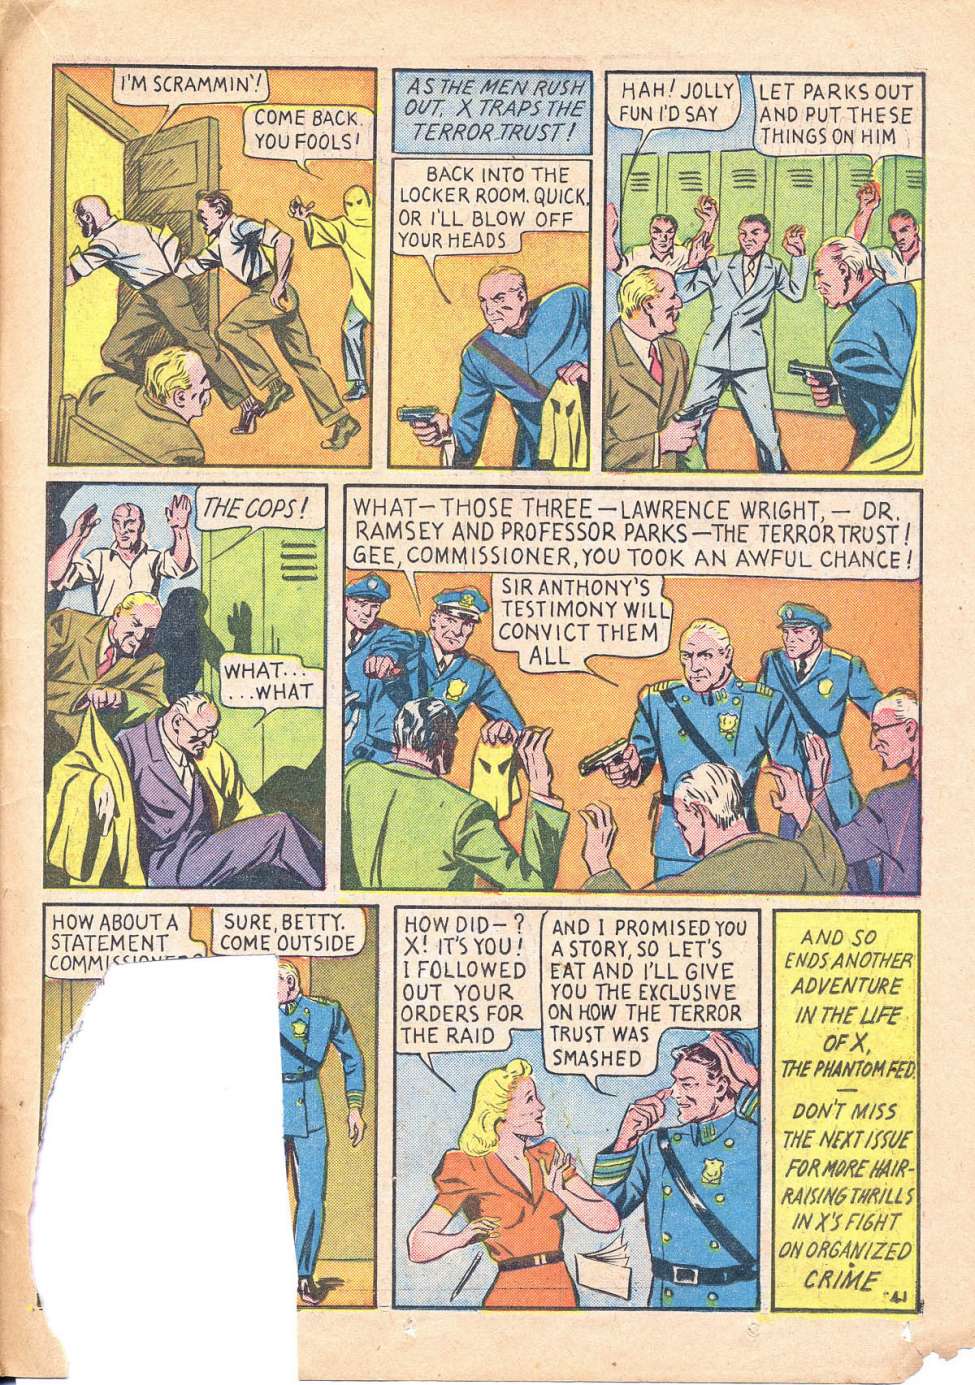 I'M SCRAMMIN'!
COME BACK.
YOU FOOLS!
AS THE MEN RUSH
OUT, X TRAPS THE
TERROR TRUST!
BACK INTO THE
LOCKER ROOM. QUICK,
OR I'LL BLOW OFF
YOUR HEADS
HAH! JOLLY
FUN I'D SAY
LET PARKS OUT
AND PUT THESE
THINGS ON HIM
THE COPS!
WHAT...
...WHAT
WHAT—THOSE THREE—LAWRENCE WRIGHT,—DR.
RAMSEY AND PROFESSOR PARKS—THE TERROR TRUST!
GEE, COMMISSIONER, YOU TOOK AN AWFUL CHANCE!
SIR ANTHONY'S
TESTIMONY WILL
CONVICT THEM
ALL
HOW ABOUT A
STATEMENT
SURE, BETTY.
COME OUTSIDE
HOW DID—?
X! IT'S YOU!
I FOLLOWED
OUT YOUR
ORDERS FOR
THE RAID
AND I PROMISED YOU
A STORY, SO LET'S
EAT AND I'LL GIVE
YOU THE EXCLUSIVE
ON HOW THE TERROR
TRUST WAS
SMASHED
AND SO
ENDS ANOTHER
ADVENTURE
IN THE LIFE
OF X,
THE PHANTOM FED.
—
DON'T MISS
THE NEXT ISSUE
FOR MORE HAIR-
RAISING THRILLS
IN X'S FIGHT
ON ORGANIZED
CRIME